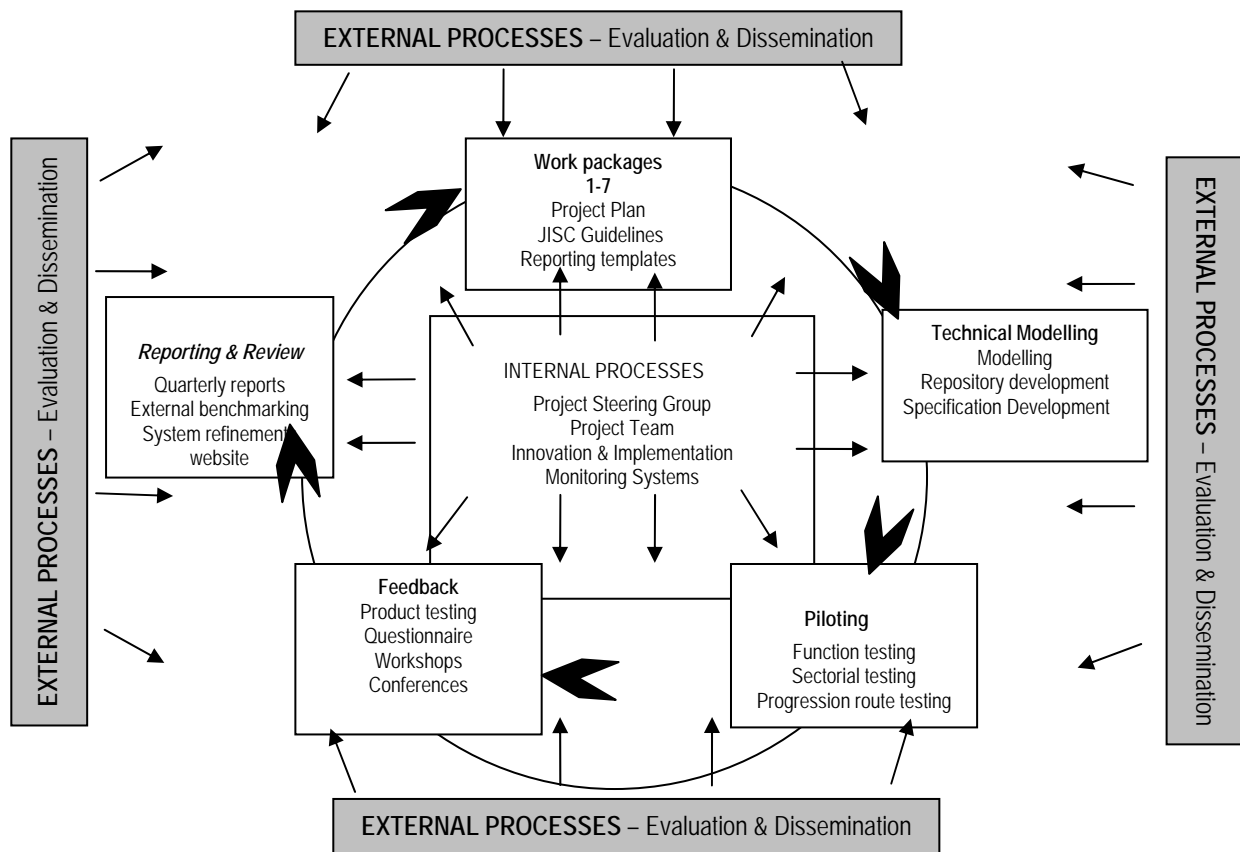 EXTERNAL PROCESSES – Evaluation & Dissemination
EXTERNAL PROCESSES – Evaluation & Dissemination
Work packages
1-7
Project Plan
JISC Guidelines
Reporting templates
Reporting & Review
Quarterly reports
External benchmarking
System refinement
website
INTERNAL PROCESSES
Project Steering Group
Project Team
Innovation & Implementation
Monitoring Systems
Technical Modelling
Modelling
Repository development
Specification Development
EXTERNAL PROCESSES – Evaluation & Dissemination
Feedback
Product testing
Questionnaire
Workshops
Conferences
Piloting
Function testing
Sectorial testing
Progression route testing
EXTERNAL PROCESSES – Evaluation & Dissemination